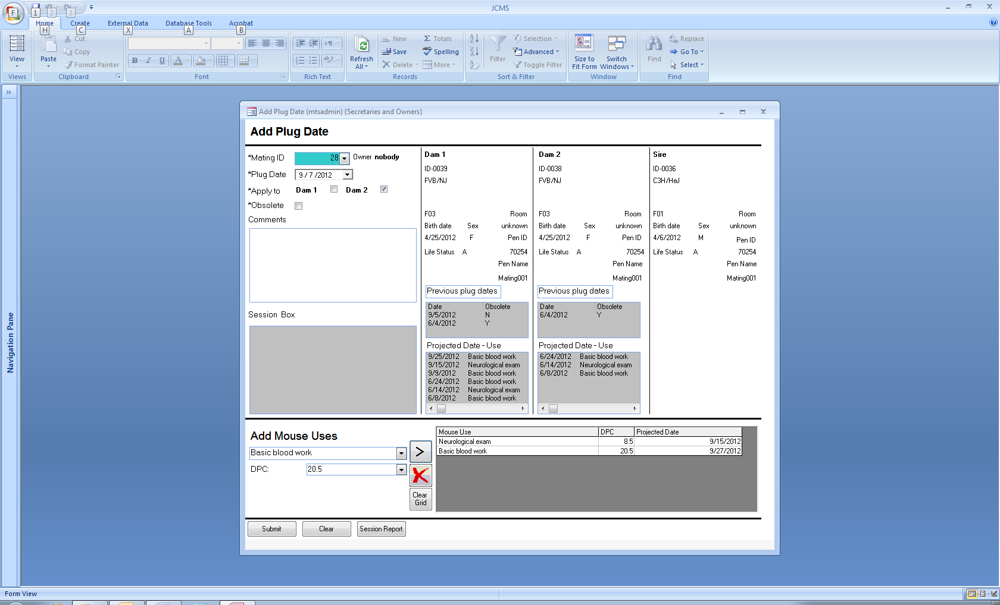 JCMS
F
1
2
3
Home
Create
External Data
Database Tools
Acrobat
H
C
X
A
B
View
Views
Paste
Cut
Copy
Format Painter
Clipboard
B I U A
Font
Rich Text
Refresh
All
New
Save
Delete
Totals
Spelling
More
Records
Filter
Selection
Advanced
Toggle Filter
Sort & Filter
Size to
Fit Form
Switch
Windows
Window
Find
Replace
Go To
Select
Find
Navigation Pane
Add Plug Date (mtsadmin) {Secretaries and Owners}
Add Plug Date
*Mating ID 28 Owner nobody
*Plug Date 9 / 7 /2012
*Apply to Dam 1 Dam 2
*Obsolete
Comments
Session Box
Dam 1
ID-0039
FVB/NJ
F03 Room
Birth date Sex unknown
4/25/2012 F Pen ID
Life Status A 70254
Pen Name
Mating001
Previous plug dates
Date Obsolete
9/5/2012 N
6/4/2012 Y
Projected Date - Use
9/25/2012 Basic blood work
9/15/2012 Neurological exam
9/9/2012 Basic blood work
6/24/2012 Basic blood work
6/14/2012 Neurological exam
6/8/2012 Basic blood work
Dam 2
ID-0038
FVB/NJ
F03 Room
Birth date Sex unknown
4/25/2012 F Pen ID
Life Status A 70254
Pen Name
Mating001
Previous plug dates
Date Obsolete
6/4/2012 Y
Projected Date - Use
6/24/2012 Basic blood work
6/14/2012 Neurological exam
6/8/2012 Basic blood work
Sire
ID-0036
C3H/HeJ
F01 Room
Birth date Sex unknown
4/6/2012 M Pen ID
Life Status A 70254
Pen Name
Mating001
Add Mouse Uses
Basic blood work
DPC: 20.5
>
Clear
Grid
Mouse Use DPC Projected Date
Neurological exam 8.5 9/15/2012
Basic blood work 20.5 9/27/2012
Submit
Clear
Session Report
Form View